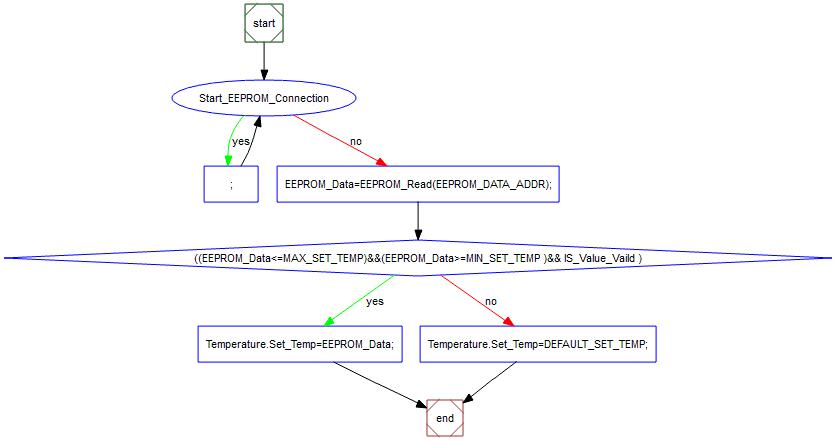 start
Start_EEPROM_Connection
yes
no
;
EEPROM_Data=EEPROM_Read(EEPROM_DATA_ADDR);
((EEPROM_Data<=MAX_SET_TEMP)&&(EEPROM_Data>=MIN_SET_TEMP )&& IS_Value_Vaild )
yes
no
Temperature.Set_Temp=EEPROM_Data;
Temperature.Set_Temp=DEFAULT_SET_TEMP;
end